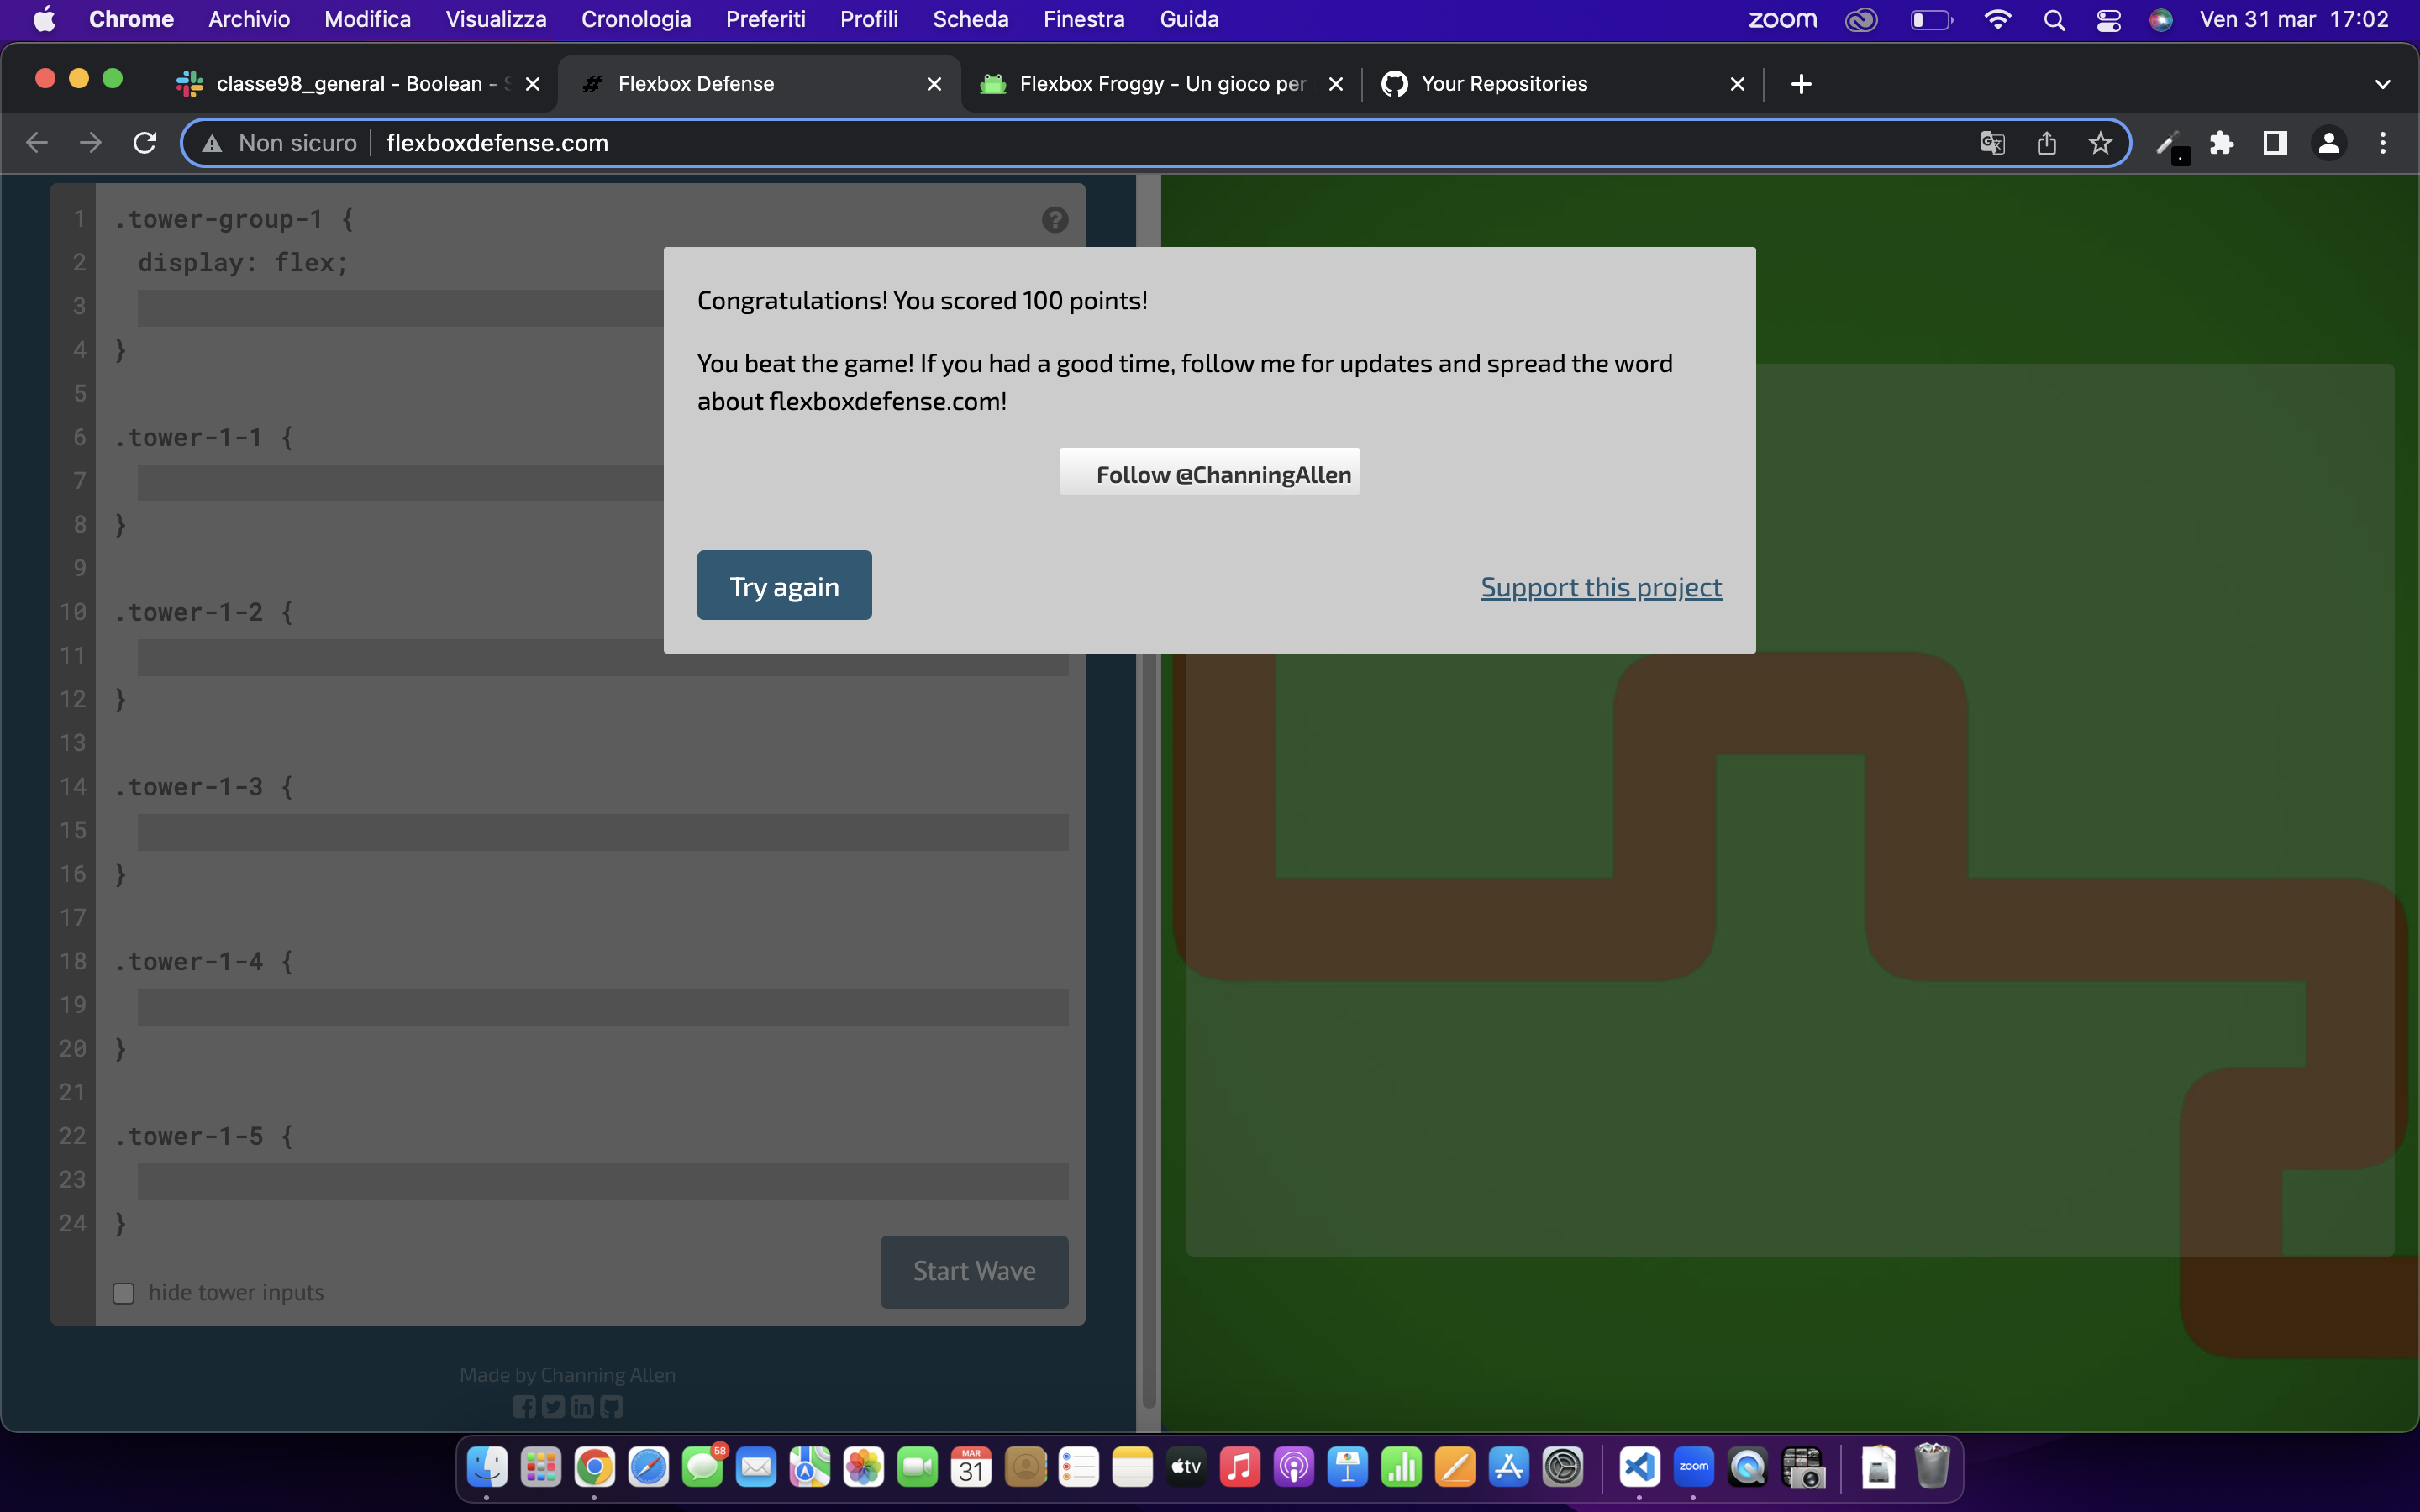 Chrome Archivio Modifica Visualizza Cronologia Preferiti Profili Scheda Finestra Guida zoom Ven 31 mar 17:02
classe98_general - Boolean - S Flexbox Defense Flexbox Froggy - Un gioco per Your Repositories
Non sicuro flexboxdefense.com
1 .tower-group-1 {
2 display: flex;
3
4 }
5
6 .tower-1-1 {
7
8 }
9
10 .tower-1-2 {
11
12 }
13
14 .tower-1-3 {
15
16 }
17
18 .tower-1-4 {
19
20 }
21
22 .tower-1-5 {
23
24 }
hide tower inputs
Start Wave
Made by Channing Allen
Congratulations! You scored 100 points!
You beat the game! If you had a good time, follow me for updates and spread the word
about flexboxdefense.com!
Follow @ChanningAllen
Try again
Support this project
58
MAR
31
tv
zoom